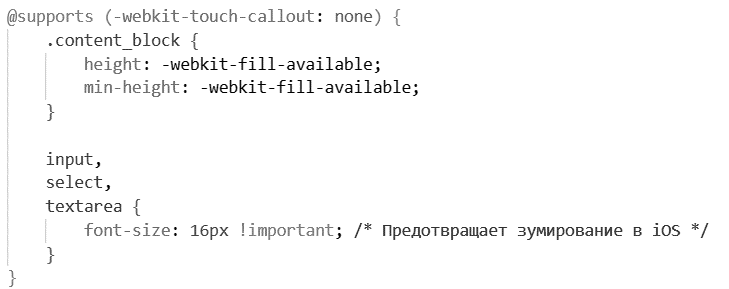 @supports (-webkit-touch-callout: none) {
    .content_block {
        height: -webkit-fill-available;
        min-height: -webkit-fill-available;
    }

    input,
    select,
    textarea {
        font-size: 16px !important; /* Предотвращает зумирование в iOS */
    }
}